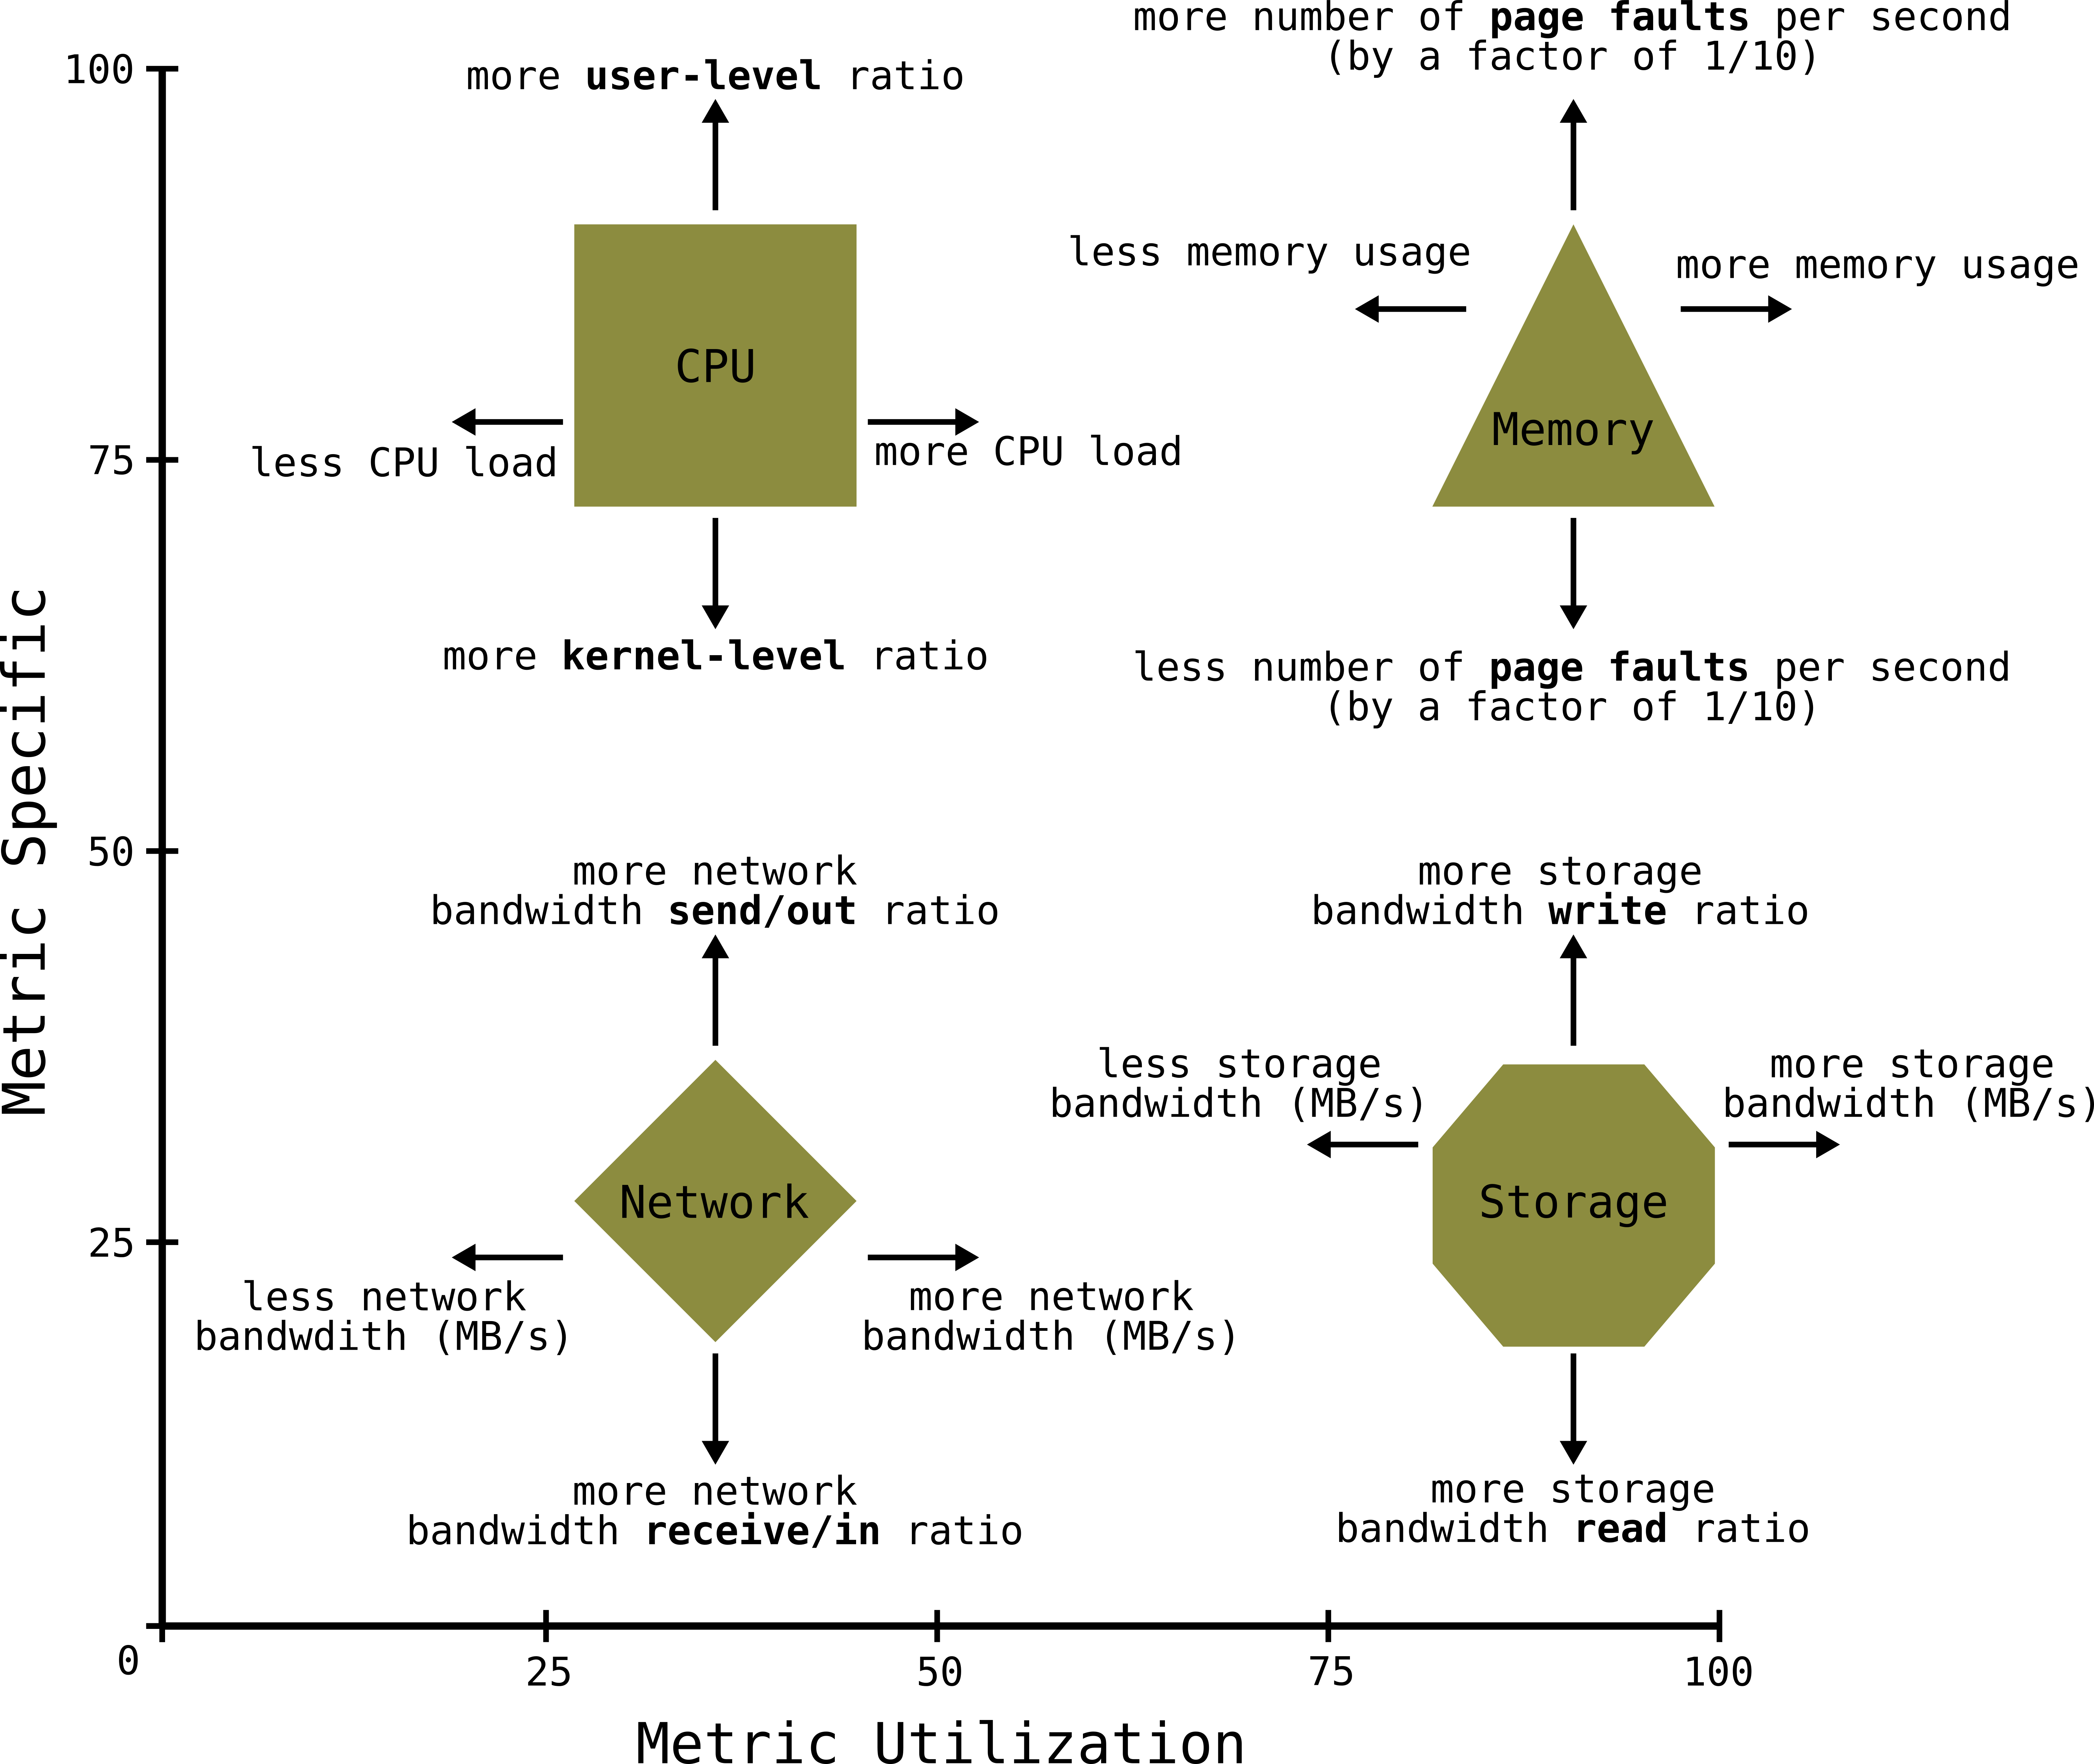 more number of page faults per second
(by a factor of 1/10)
100
more user-level ratio
less memory usage
more memory usage
CPU
Memory
75
less CPU load
more CPU load
more kernel-level ratio
less number of page faults per second
(by a factor of 1/10)
Metric Specific
50
more network
bandwidth send/out ratio
more storage
bandwidth write ratio
less storage
bandwidth (MB/s)
more storage
bandwidth (MB/s)
Network
Storage
25
less network
bandwdith (MB/s)
more network
bandwidth (MB/s)
more network
bandwidth receive/in ratio
more storage
bandwidth read ratio
0
25
50
75
100
Metric Utilization